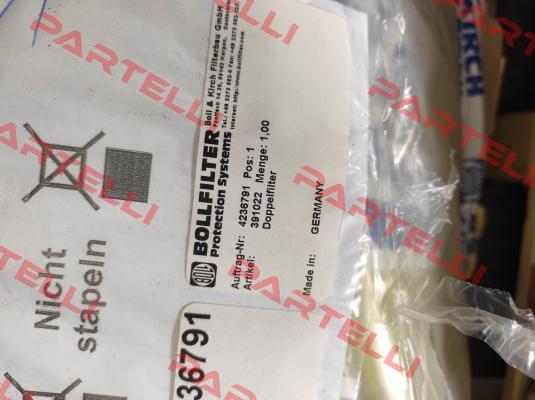 BOLLFILTER
Protection Systems
Boll & Kirch Filterbau GmbH
Auftrag-Nr: 4236791 Pos: 1
Artikel: 391022 Menge: 1,00
Doppelfilter
Made in: GERMANY
Nicht
stapeln
36791
KIRCH
PARTELLI
PARTELLI
PARTELLI
PARTELLI
PARTELLI